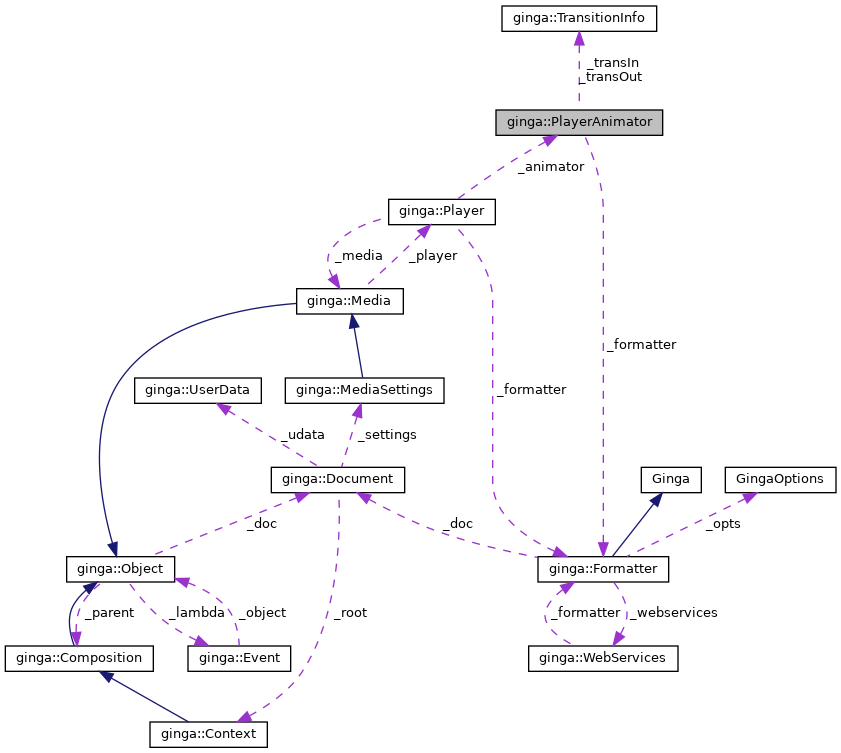 ginga::TransitionInfo
_transIn
_transOut
ginga::PlayerAnimator
_animator
ginga::Player
_media
_player
ginga::Media
_formatter
_formatter
ginga::UserData
ginga::MediaSettings
_udata
_settings
ginga::Document
Ginga
GingaOptions
_doc
_doc
_opts
ginga::Object
ginga::Formatter
_parent
_lambda
_object
_root
_formatter
_webservices
ginga::Composition
ginga::Event
ginga::WebServices
ginga::Context